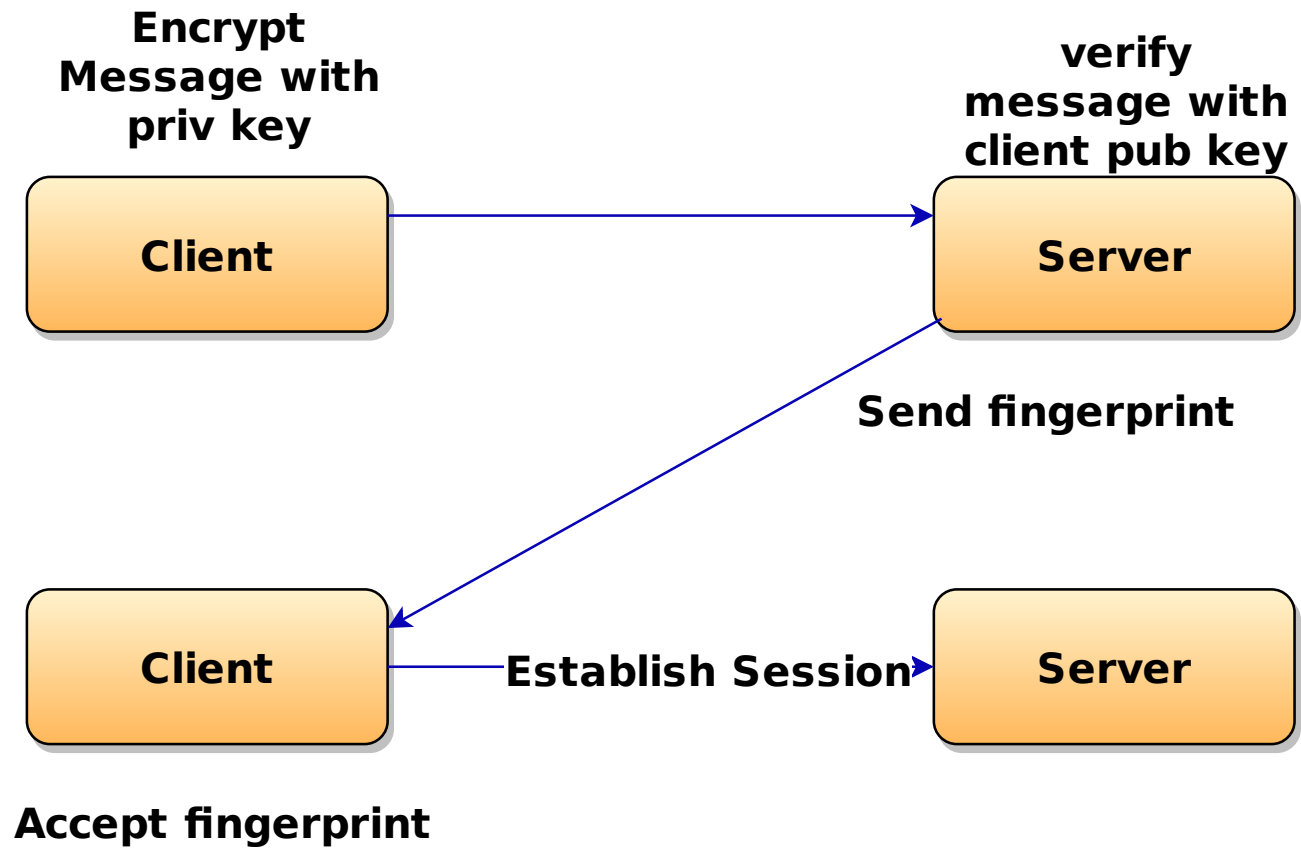 Encrypt
Message with
priv key
verify
message with
client pub key
Client
Server
Send fingerprint
Client
Establish Session
Server
Accept fingerprint